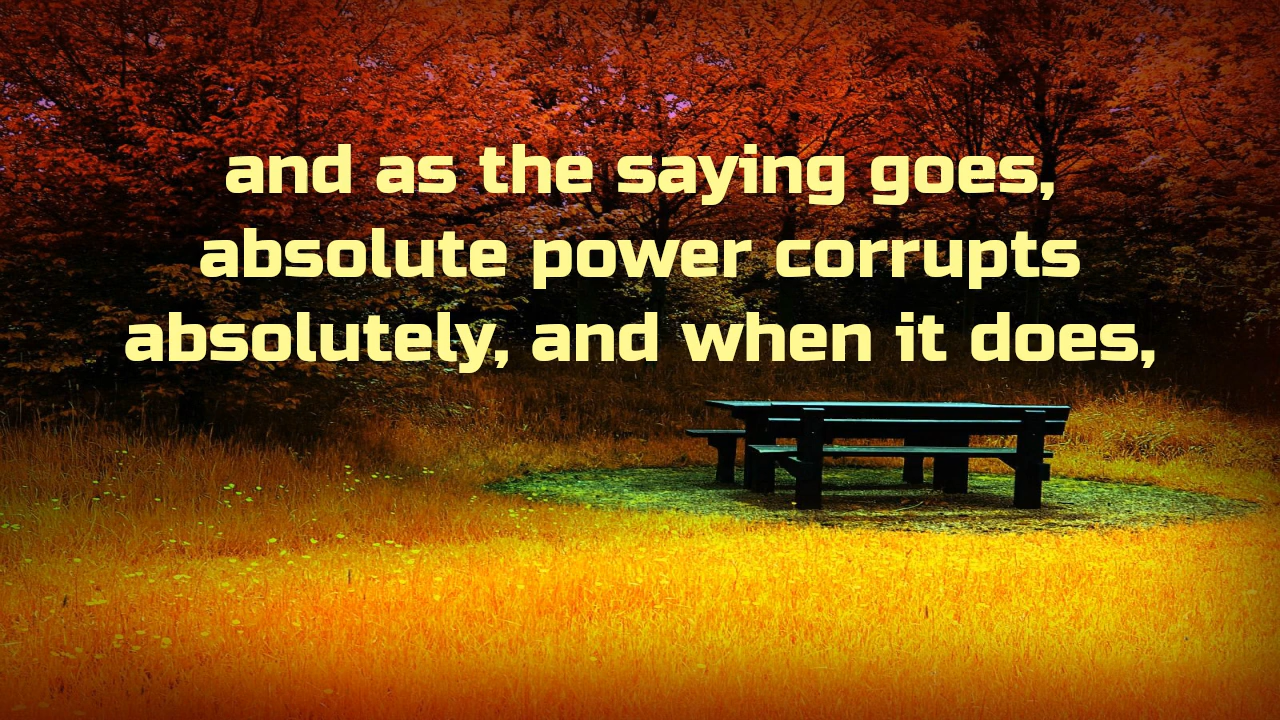 and as the saying goes,
absolute power corrupts
absolutely, and when it does,